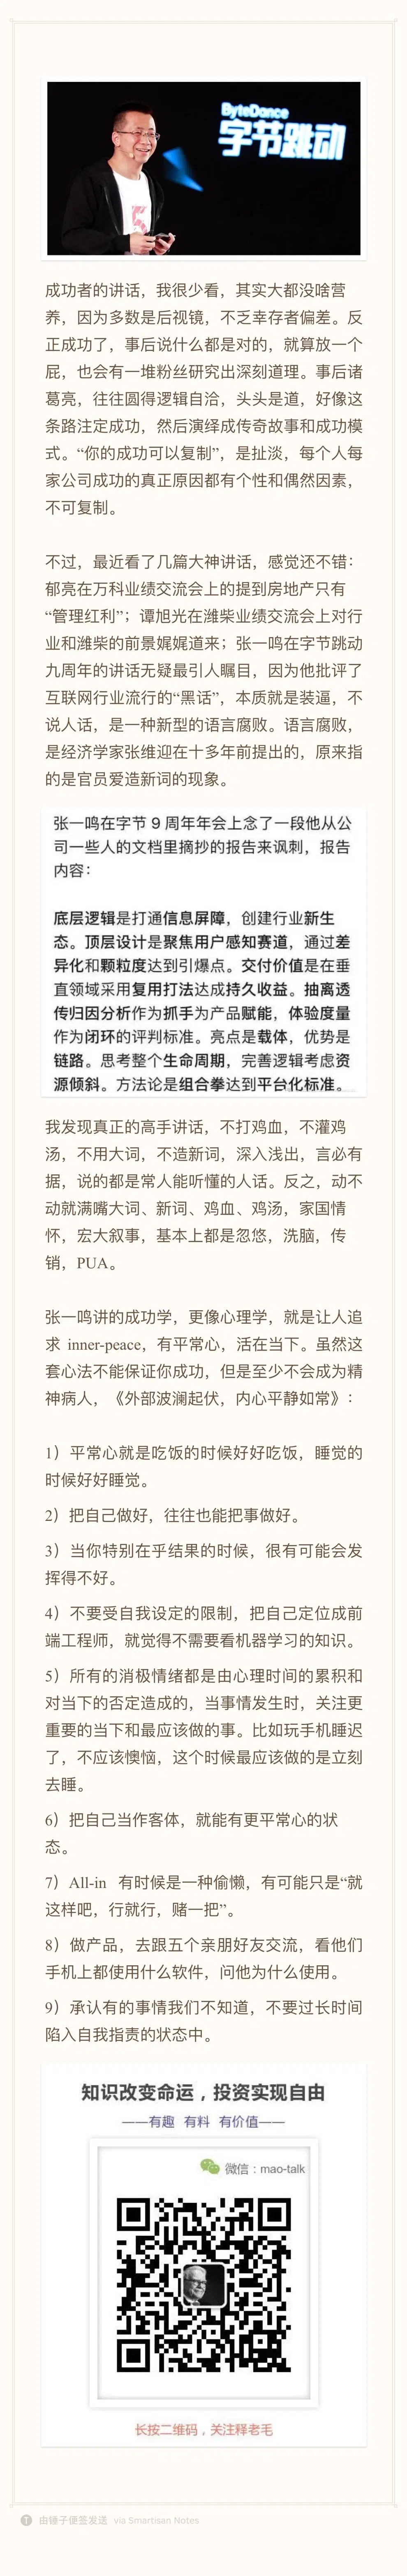 ByteDance
字节跳动
成功者的讲话，我很少看，其实大都没啥营
养，因为多数是后视镜，不乏幸存者偏差。反
正成功了，事后说什么都是对的，就算放一个
屁，也会有一堆粉丝研究出深刻道理。事后诸
葛亮，往往圆得逻辑自洽，头头是道，好像这
条路注定成功，然后演绎成传奇故事和成功模
式。“你的成功可以复制”，是扯淡，每个人每
家公司成功的真正原因都有个性和偶然因素，
不可复制。
不过，最近看了几篇大神讲话，感觉还不错：
郁亮在万科业绩交流会上的提到房地产只有
“管理红利”；谭旭光在潍柴业绩交流会上对行
业和潍柴的前景娓娓道来；张一鸣在字节跳动
九周年的讲话无疑最引人瞩目，因为他批评了
互联网行业流行的“黑话”，本质就是装逼，不
说人话，是一种新型的语言腐败。语言腐败，
是经济学家张维迎在十多年前提出的，原来指
的是官员爱造新词的现象。
张一鸣在字节 9 周年年会上念了一段他从公
司一些人的文档里摘抄的报告来讽刺，报告
内容：
底层逻辑是打通信息屏障，创建行业新生
态。顶层设计是聚焦用户感知赛道，通过差
异化和颗粒度达到引爆点。交付价值是在垂
直领域采用复用打法达成持久收益。抽离透
传归因分析作为抓手为产品赋能，体验度量
作为闭环的评判标准。亮点是载体，优势是
链路。思考整个生命周期，完善逻辑考虑资
源倾斜。方法论是组合拳达到平台化标准。
我发现真正的高手讲话，不打鸡血，不灌鸡
汤，不用大词，不造新词，深入浅出，言必有
据，说的都是常人能听懂的人话。反之，动不
动就满嘴大词、新词、鸡血、鸡汤，家国情
怀，宏大叙事，基本上都是忽悠，洗脑，传
销，PUA。
张一鸣讲的成功学，更像心理学，就是让人追
求 inner-peace，有平常心，活在当下。虽然这
套心法不能保证你成功，但是至少不会成为精
神病人，《外部波澜起伏，内心平静如常》：
1）平常心就是吃饭的时候好好吃饭，睡觉的
时候好好睡觉。
2）把自己做好，往往也能把事做好。
3）当你特别在乎结果的时候，很有可能会发
挥得不好。
4）不要受自我设定的限制，把自己定位成前
端工程师，就觉得不需要看机器学习的知识。
5）所有的消极情绪都是由心理时间的累积和
对当下的否定造成的，当事情发生时，关注更
重要的当下和最应该做的事。比如玩手机睡迟
了，不应该懊恼，这个时候最应该做的是立刻
去睡。
6）把自己当作客体，就能有更平常心的状
态。
7）All-in 有时候是一种偷懒，有可能只是“就
这样吧，行就行，赌一把”。
8）做产品，去跟五个亲朋好友交流，看他们
手机上都使用什么软件，问他为什么使用。
9）承认有的事情我们不知道，不要过长时间
陷入自我指责的状态中。
知识改变命运，投资实现自由
——有趣 有料 有价值——
微信：mao-talk
长按二维码，关注释老毛
由锤子便签发送 via Smartisan Notes